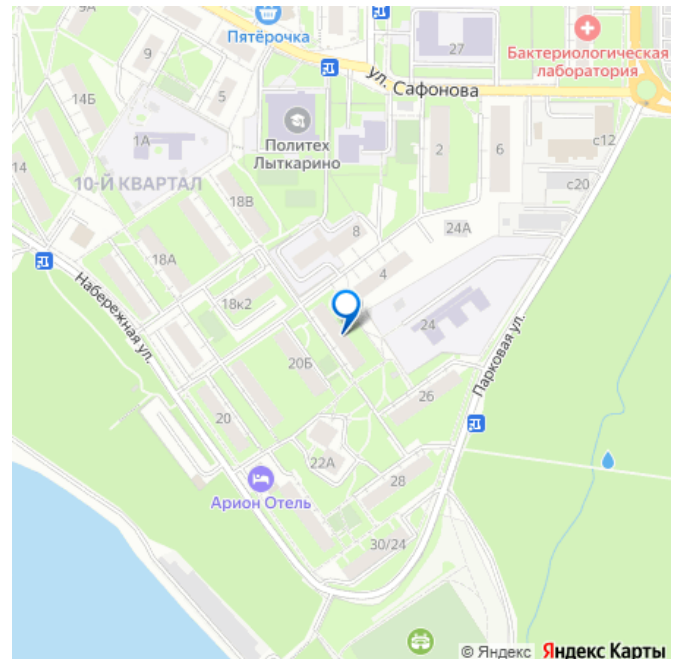 9А
Пятёрочка
27
Бактериологическая
лаборатория
9
ул. Сафонова
14Б
5
1А
Политех
Лыткарино
2
6
с12
14
10-Й КВАРТАЛ
с20
18В
8
24А
18А
4
Набережная ул.
18к2
24
Парковая ул.
20Б
26
20
22А
Арион Отель
28
30/24
© Яндекс Яндекс Карты